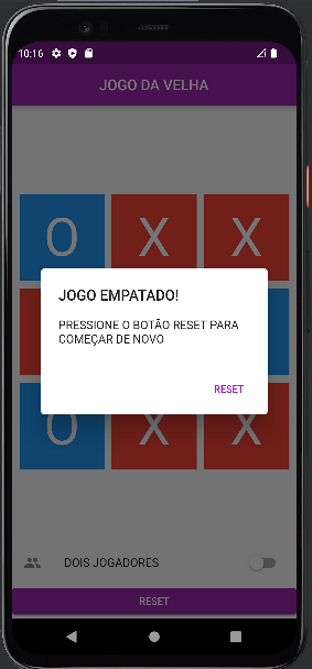 10:16
JOGO DA VELHA
O X X
JOGO EMPATADO!
PRESSIONE O BOTÃO RESET PARA
COMEÇAR DE NOVO
RESET
O X X
DOIS JOGADORES
RESET